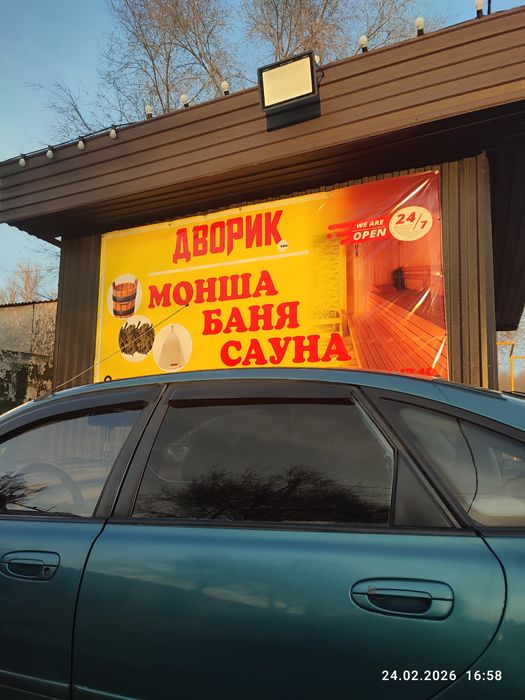 ДВОРИК
WE ARE
OPEN
24/7
МОНША
БАНЯ
САУНА
24.02.2026 16:58